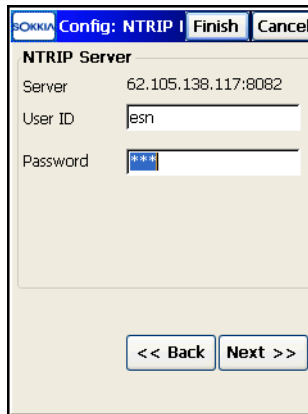 SOKKIA Config: NTRIP Finish Cancel
NTRIP Server
Server 62.105.138.117:8082
User ID esn
Password ***
<< Back Next >>